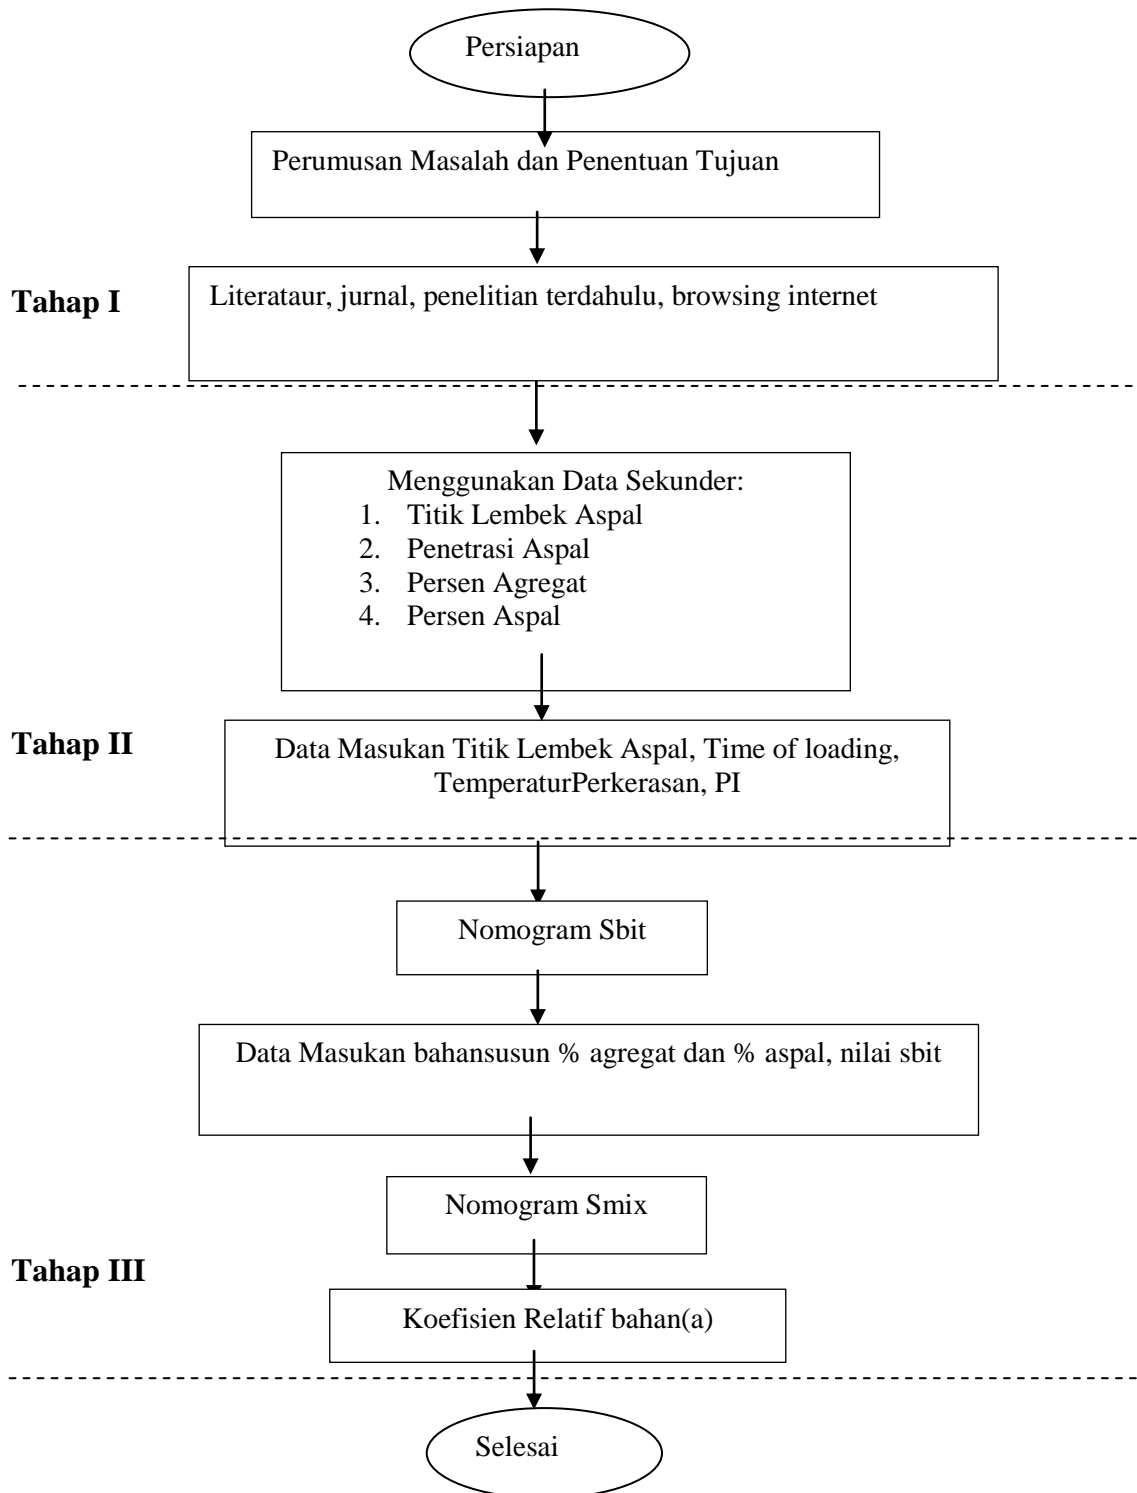 Persiapan
Perumusan Masalah dan Penentuan Tujuan
Tahap I
Literataur, jurnal, penelitian terdahulu, browsing internet
Menggunakan Data Sekunder:
1. Titik Lembek Aspal
2. Penetrasi Aspal
3. Persen Agregat
4. Persen Aspal
Tahap II
Data Masukan Titik Lembek Aspal, Time of loading,
TemperaturPerkerasan, PI
Nomogram Sbit
Data Masukan bahansusun % agregat dan % aspal, nilai sbit
Nomogram Smix
Tahap III
Koefisien Relatif bahan(a)
Selesai